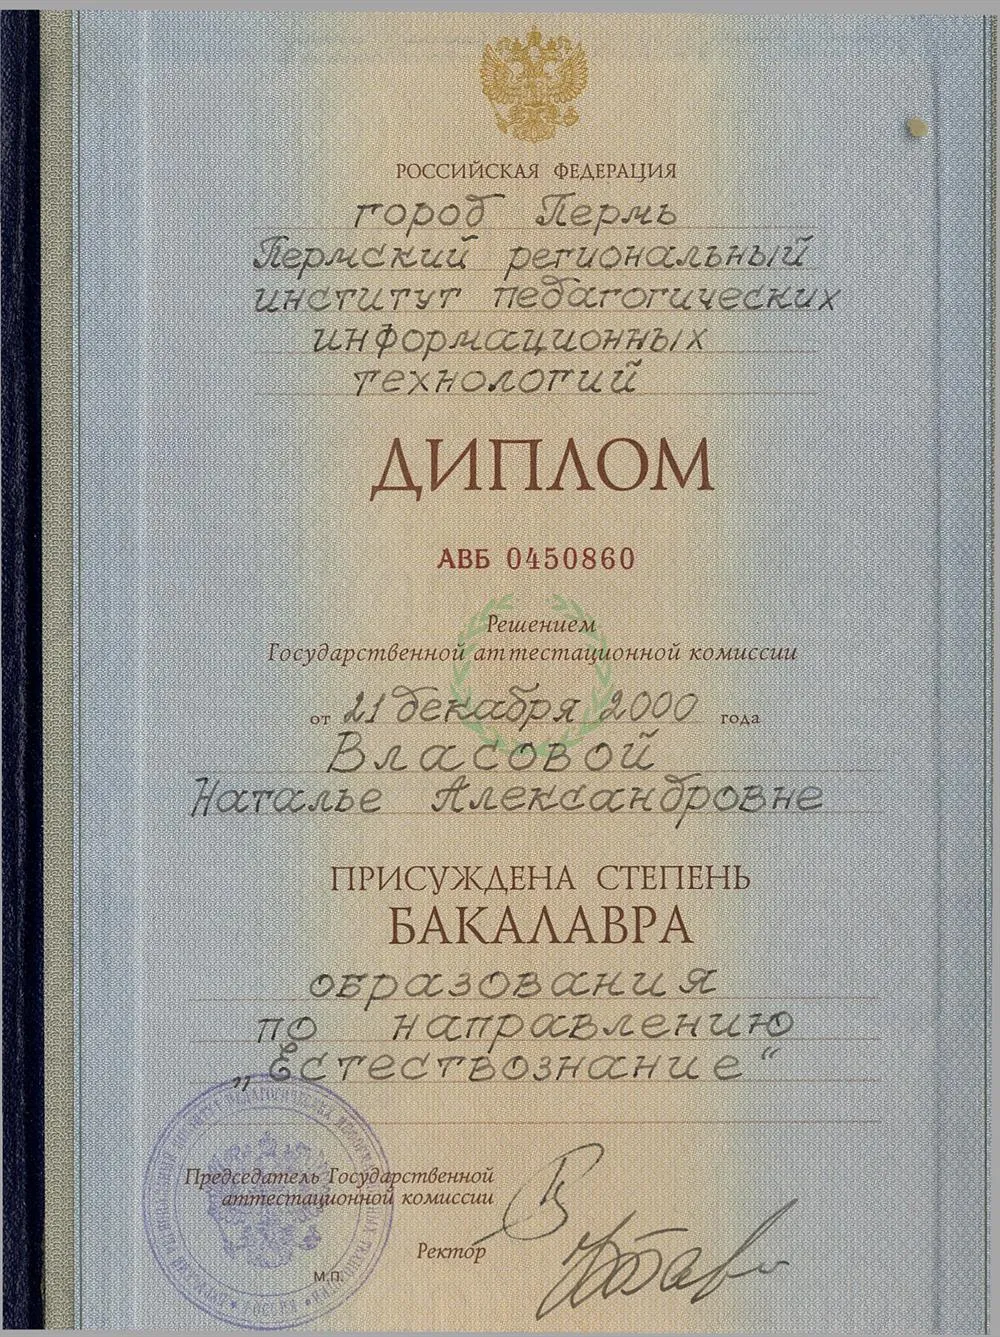 РОССИЙСКАЯ ФЕДЕРАЦИЯ
город Пермь
Пермский региональный
институт педагогических
информационных
технологий
ДИПЛОМ
АВБ 0450860
Решением
Государственной аттестационной комиссии
от 21 декабря 2000 года
Власовой
Наталье Александровне
ПРИСУЖДЕНА СТЕПЕНЬ
БАКАЛАВРА
образования
по направлению
„Естествознание“
Председатель Государственной
аттестационной комиссии
Ректор
М.П.
РОССИЯ